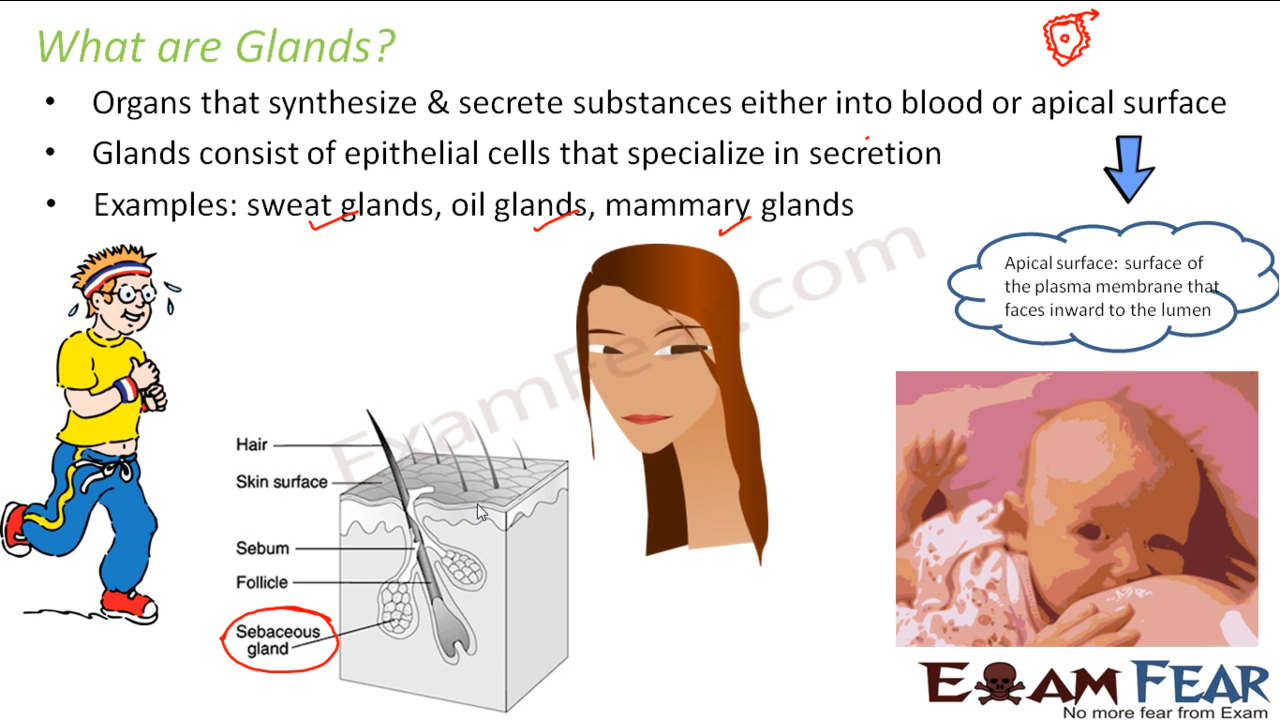 What are Glands?
• Organs that synthesize & secrete substances either into blood or apical surface
• Glands consist of epithelial cells that specialize in secretion
• Examples: sweat glands, oil glands, mammary glands
Apical surface: surface of
the plasma membrane that
faces inward to the lumen
ExamFear.com
Hair
Skin surface
Sebum
Follicle
Sebaceous
gland
EXAM FEAR
No more fear from Exam